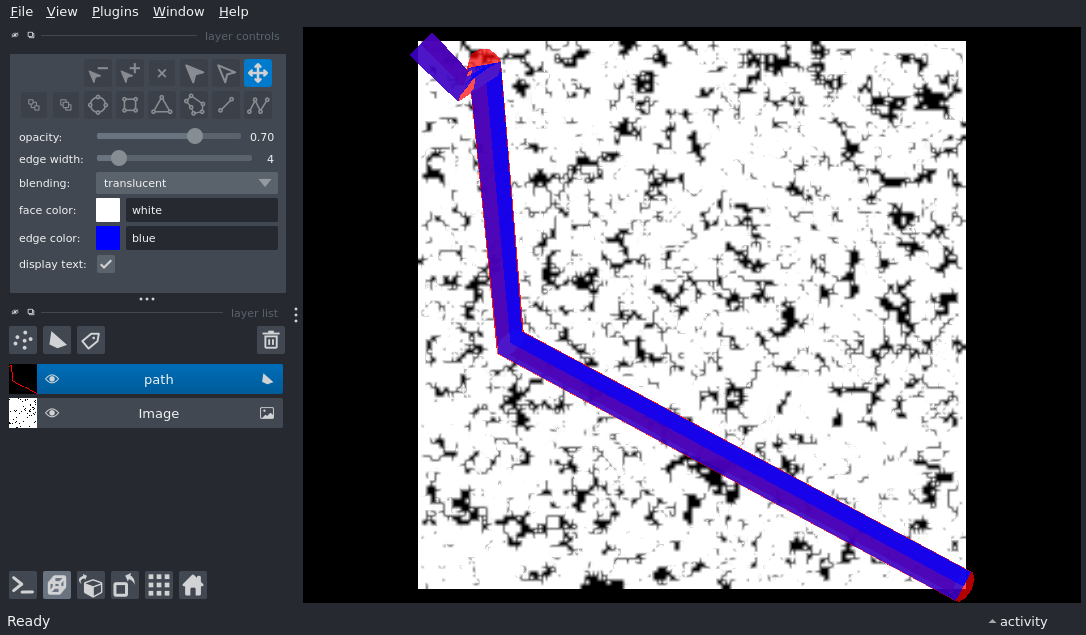 File View Plugins Window Help
layer controls
opacity: 0.70
edge width: 4
blending: translucent
face color: white
edge color: blue
display text:
layer list
path
Image
Ready
activity